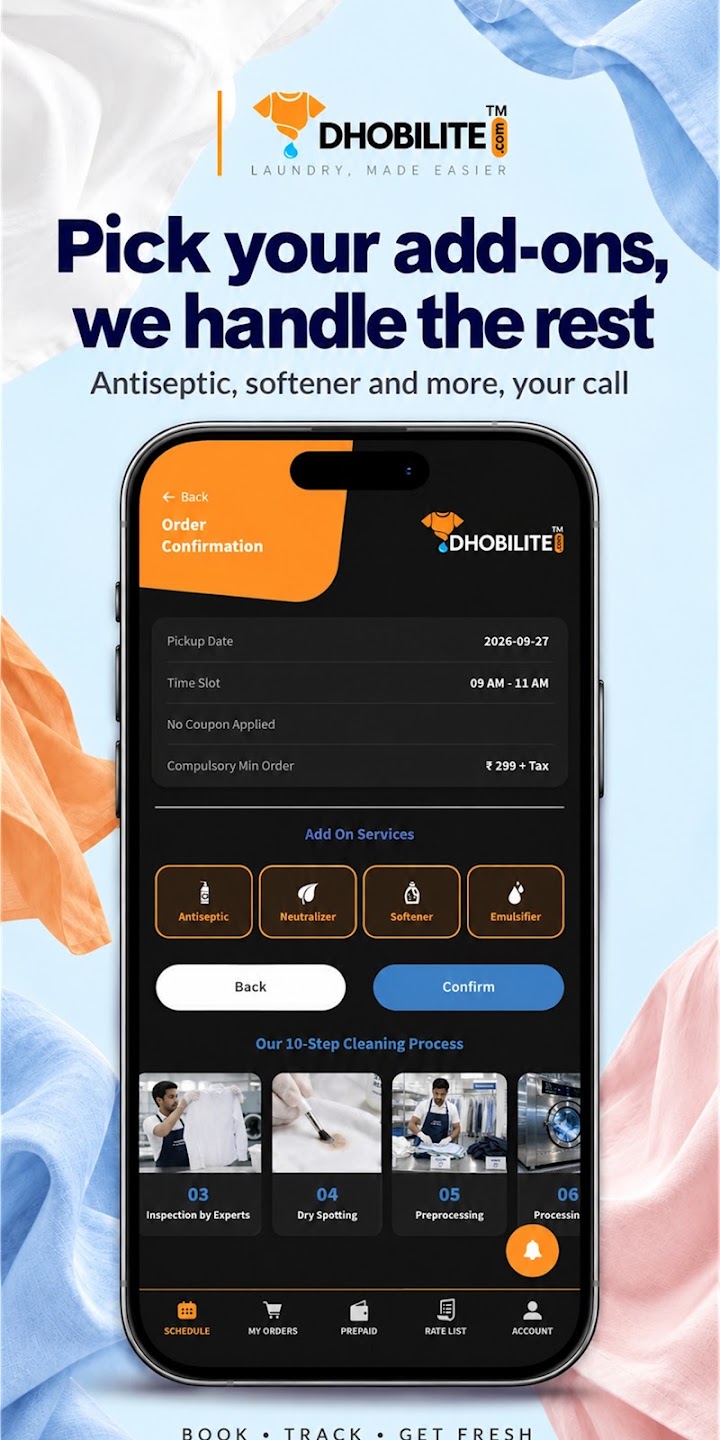 DHOBILITE.com™
LAUNDRY, MADE EASIER
Pick your add-ons,
we handle the rest
Antiseptic, softener and more, your call
← Back
Order
Confirmation
DHOBILITE.com™
Pickup Date 2026-09-27
Time Slot 09 AM - 11 AM
No Coupon Applied
Compulsory Min Order ₹ 299 + Tax
Add On Services
Antiseptic Neutralizer Softener Emulsifier
Back Confirm
Our 10-Step Cleaning Process
03 04 05 06
Inspection by Experts Dry Spotting Preprocessing Processin
SCHEDULE MY ORDERS PREPAID RATE LIST ACCOUNT
BOOK • TRACK • GET FRESH